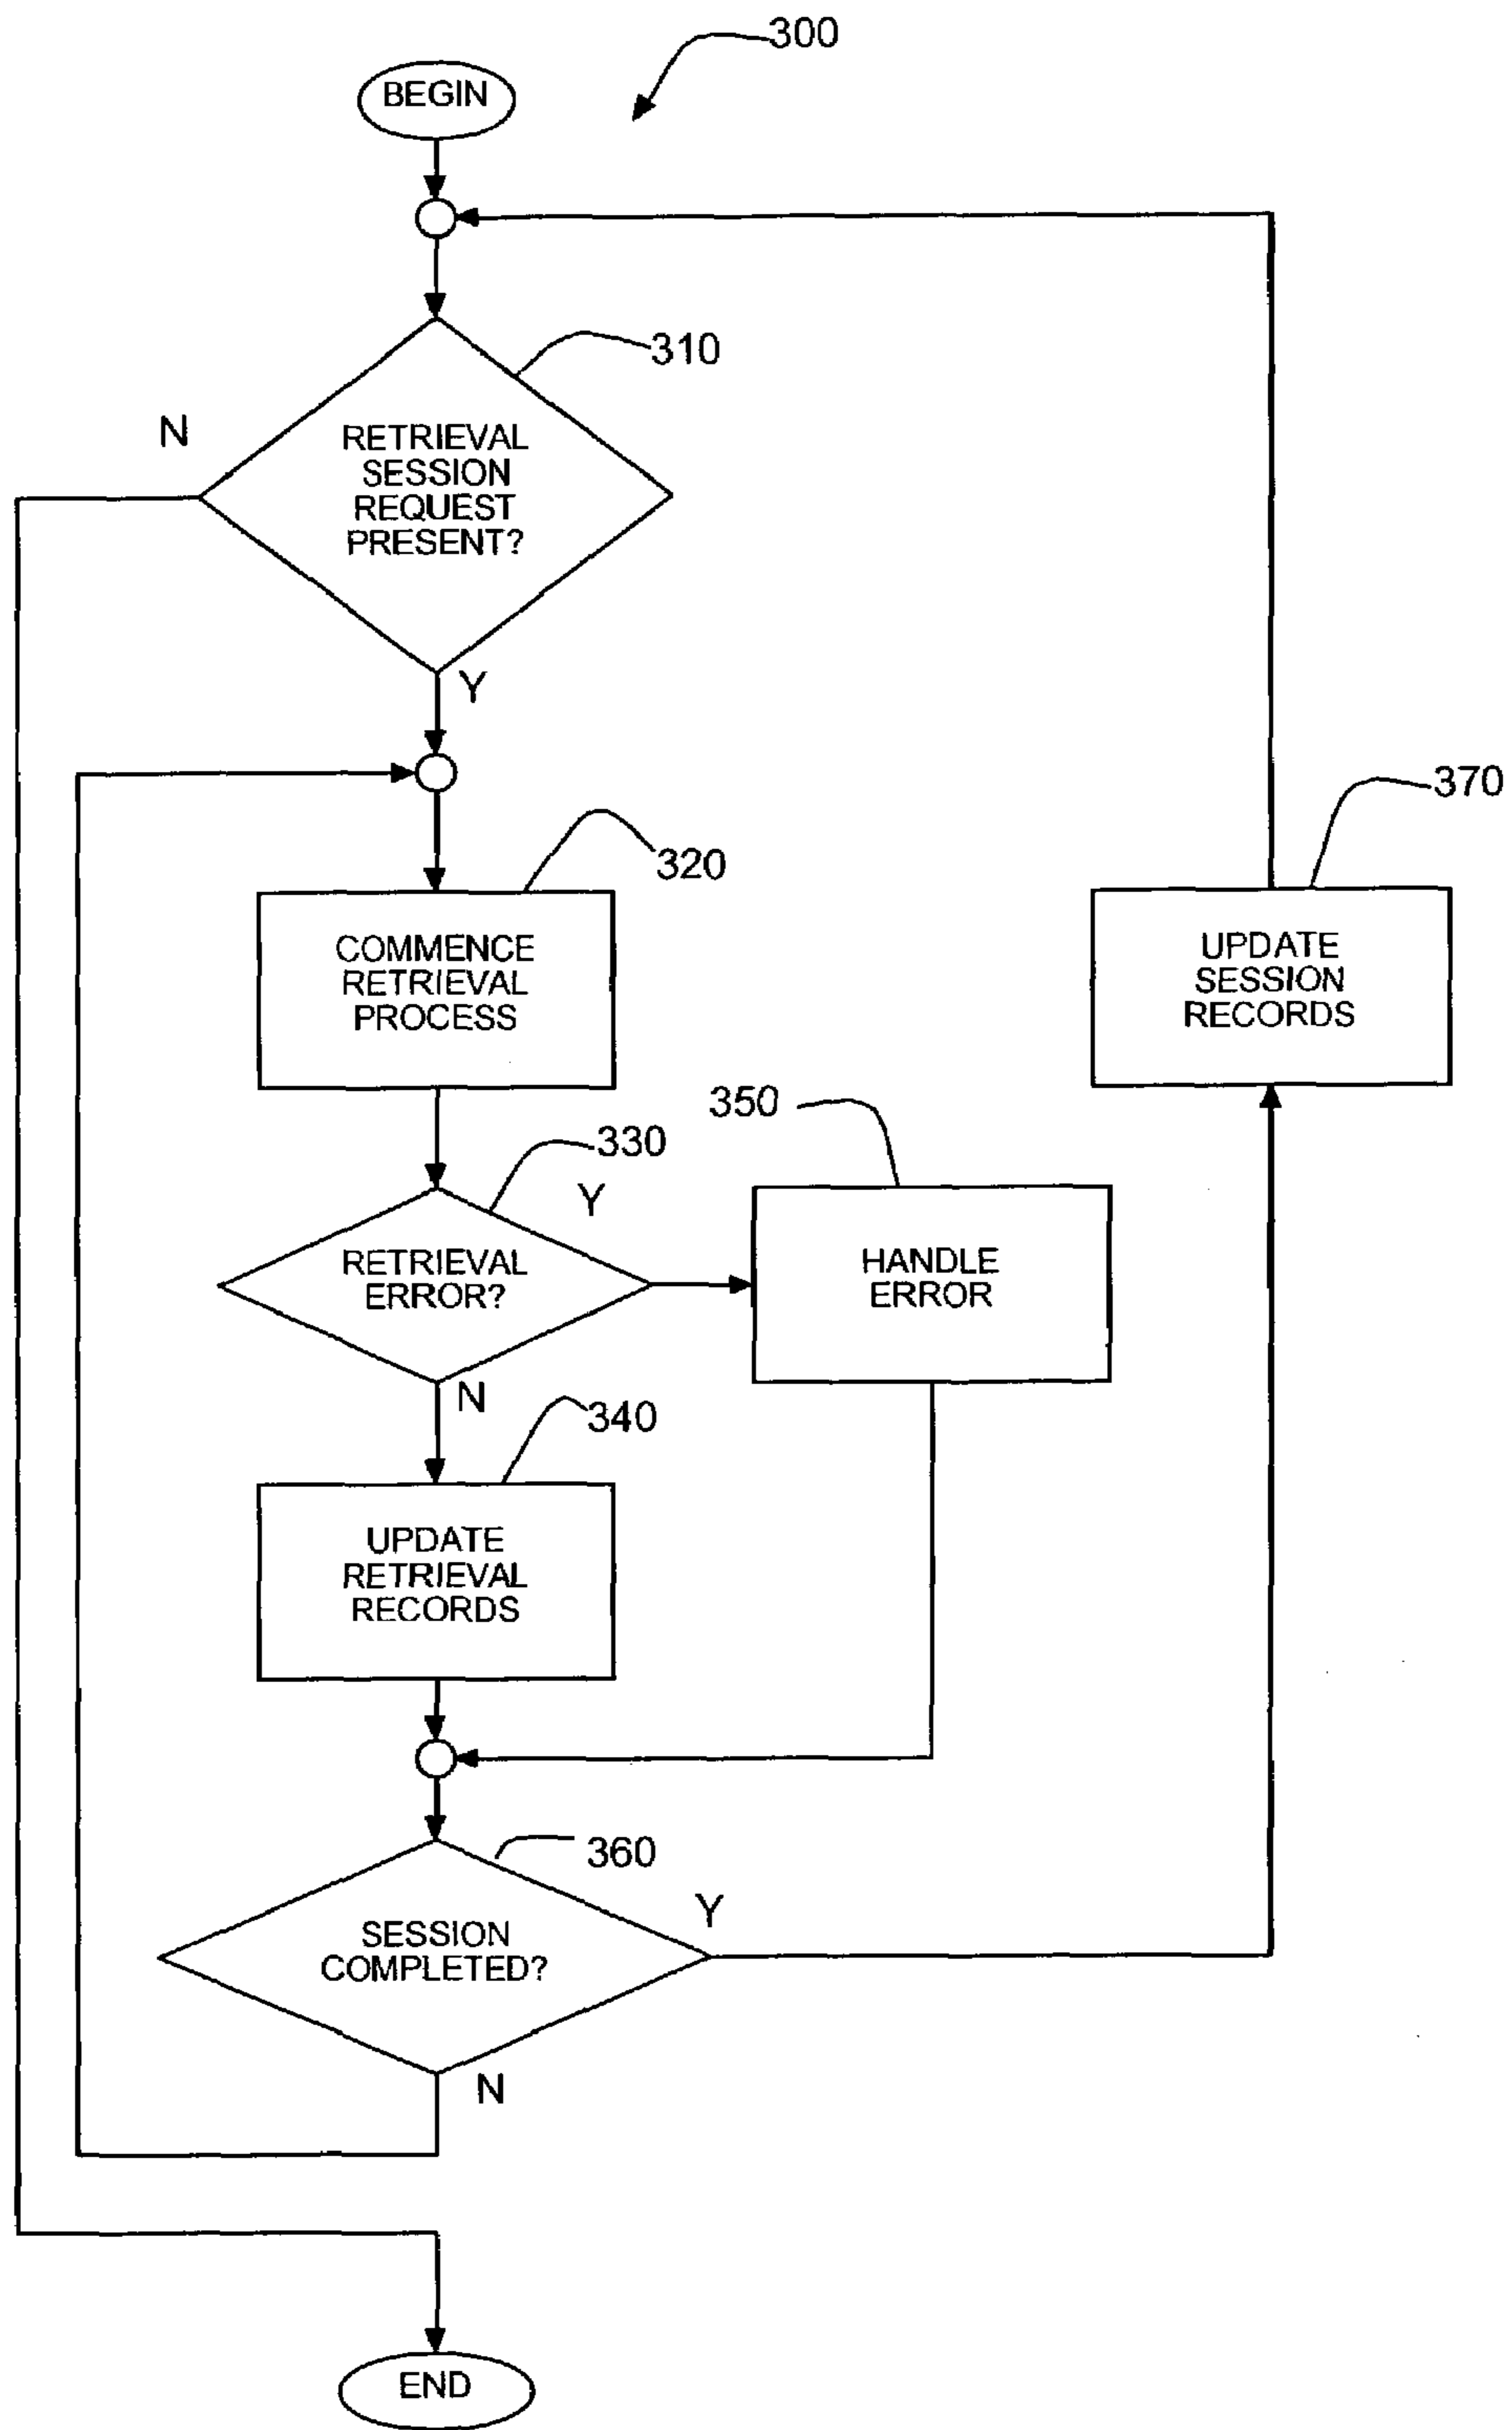 300
BEGIN
310
N
RETRIEVAL
SESSION
REQUEST
PRESENT?
Y
370
320
COMMENCE
RETRIEVAL
PROCESS
UPDATE
SESSION
RECORDS
350
330
Y
RETRIEVAL
ERROR?
HANDLE
ERROR
N
340
UPDATE
RETRIEVAL
RECORDS
360
Y
SESSION
COMPLETED?
N
END